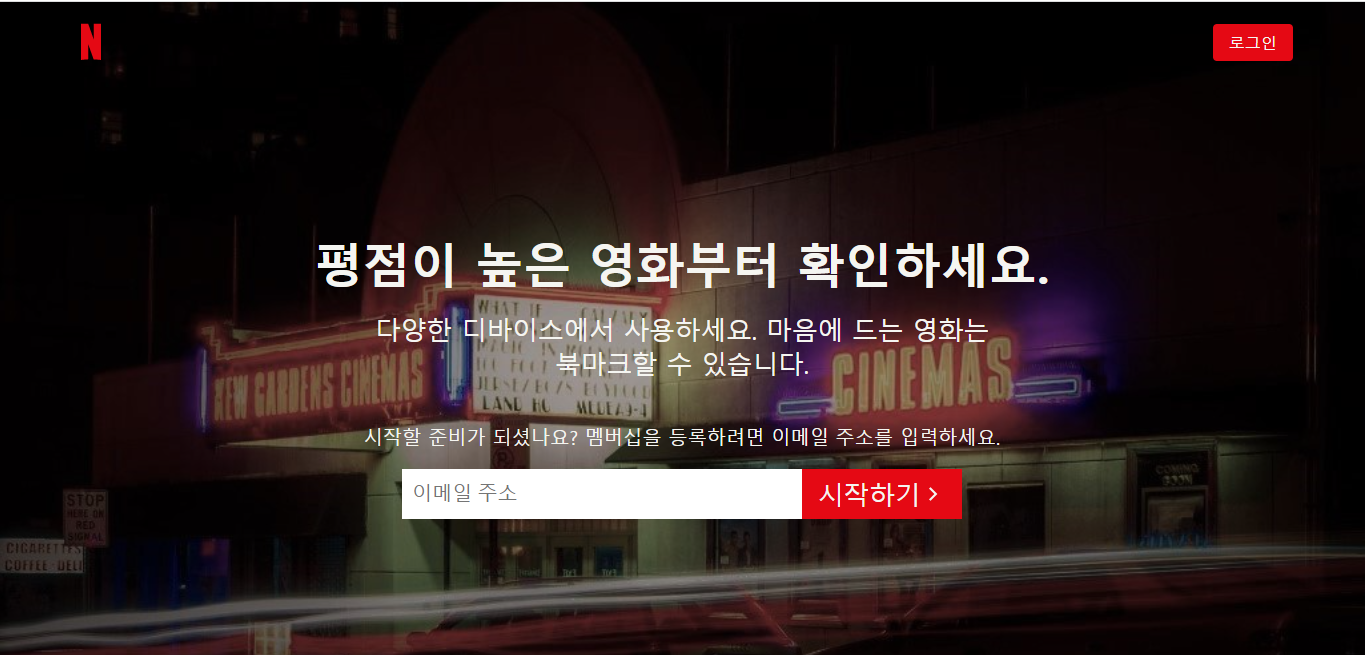 N
로그인
평점이 높은 영화부터 확인하세요.
다양한 디바이스에서 사용하세요. 마음에 드는 영화는
북마크할 수 있습니다.
WHAT IF
KEW GARDENS CINEMAS
CINEMAS
시작할 준비가 되셨나요? 멤버십을 등록하려면 이메일 주소를 입력하세요.
이메일 주소
시작하기
COMING
SOON
STOP
HERE ON
RED
SIGNAL
CIGARETTES
COFFEE-DELI